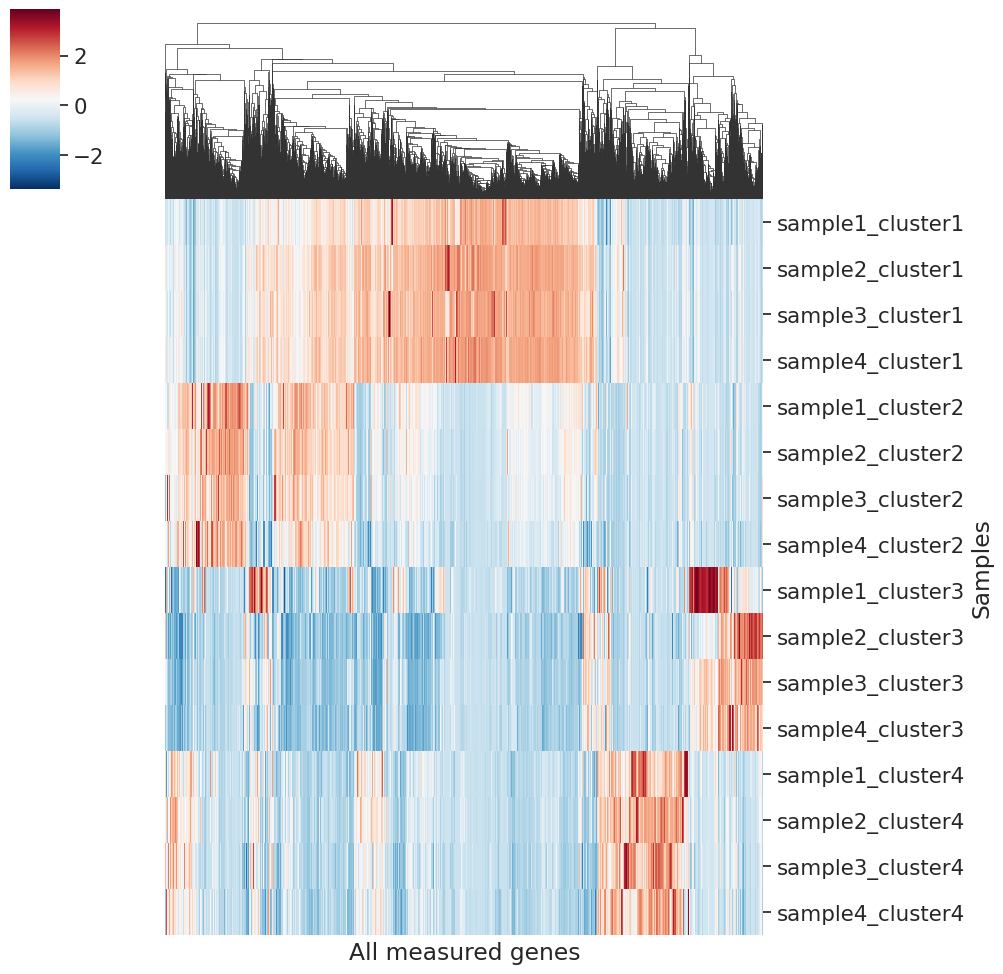 2
0
−2
sample1_cluster1
sample2_cluster1
sample3_cluster1
sample4_cluster1
sample1_cluster2
sample2_cluster2
sample3_cluster2
sample4_cluster2
sample1_cluster3
sample2_cluster3
sample3_cluster3
sample4_cluster3
sample1_cluster4
sample2_cluster4
sample3_cluster4
sample4_cluster4
Samples
All measured genes